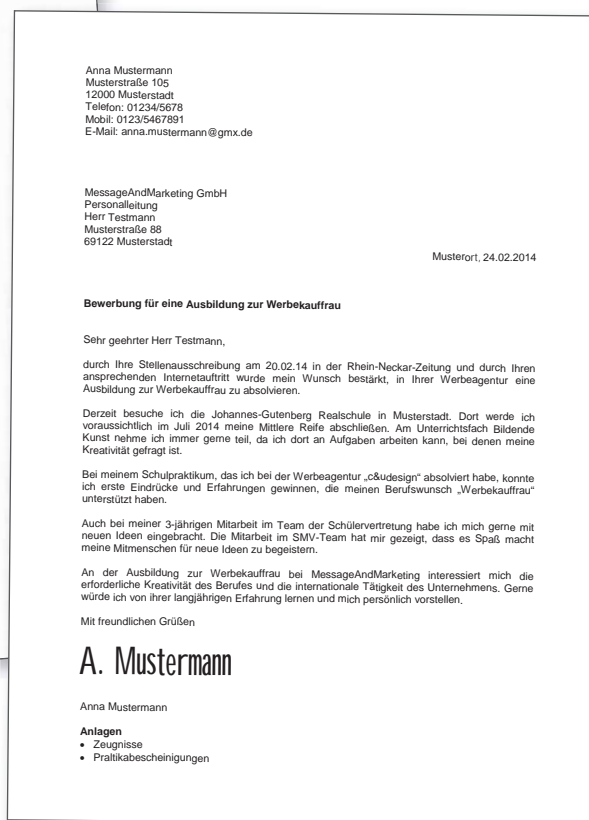 Anna Mustermann
Musterstraße 105
12000 Musterstadt
Telefon: 01234/5678
Mobil: 0123/5467891
E-Mail: anna.mustermann@gmx.de
MessageAndMarketing GmbH
Personalleitung
Herr Testmann
Musterstraße 88
69122 Musterstadt
Musterort, 24.02.2014
Bewerbung für eine Ausbildung zur Werbekauffrau
Sehr geehrter Herr Testmann,
durch Ihre Stellenausschreibung am 20.02.14 in der Rhein-Neckar-Zeitung und durch Ihren
ansprechenden Internetauftritt wurde mein Wunsch bestärkt, in Ihrer Werbeagentur eine
Ausbildung zur Werbekauffrau zu absolvieren.
Derzeit besuche ich die Johannes-Gutenberg Realschule in Musterstadt. Dort werde ich
voraussichtlich im Juli 2014 meine Mittlere Reife abschließen. Am Unterrichtsfach Bildende
Kunst nehme ich immer gerne teil, da ich dort an Aufgaben arbeiten kann, bei denen meine
Kreativität gefragt ist.
Bei meinem Schulpraktikum, das ich bei der Werbeagentur „c&udesign“ absolviert habe, konnte
ich erste Eindrücke und Erfahrungen gewinnen, die meinen Berufswunsch „Werbekauffrau“
unterstützt haben.
Auch bei meiner 3-jährigen Mitarbeit im Team der Schülervertretung habe ich mich gerne mit
neuen Ideen eingebracht. Die Mitarbeit im SMV-Team hat mir gezeigt, dass es Spaß macht
meine Mitmenschen für neue Ideen zu begeistern.
An der Ausbildung zur Werbekauffrau bei MessageAndMarketing interessiert mich die
erforderliche Kreativität des Berufes und die internationale Tätigkeit des Unternehmens. Gerne
würde ich von ihrer langjährigen Erfahrung lernen und mich persönlich vorstellen.
Mit freundlichen Grüßen
A. Mustermann
Anna Mustermann
Anlagen
• Zeugnisse
• Praltikabescheinigungen